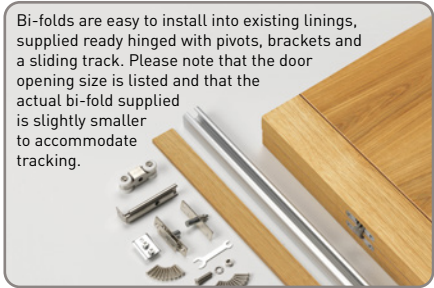 Bi-folds are easy to install into existing linings,
supplied ready hinged with pivots, brackets and
a sliding track. Please note that the door
opening size is listed and that the
actual bi-fold supplied
is slightly smaller
to accommodate
tracking.